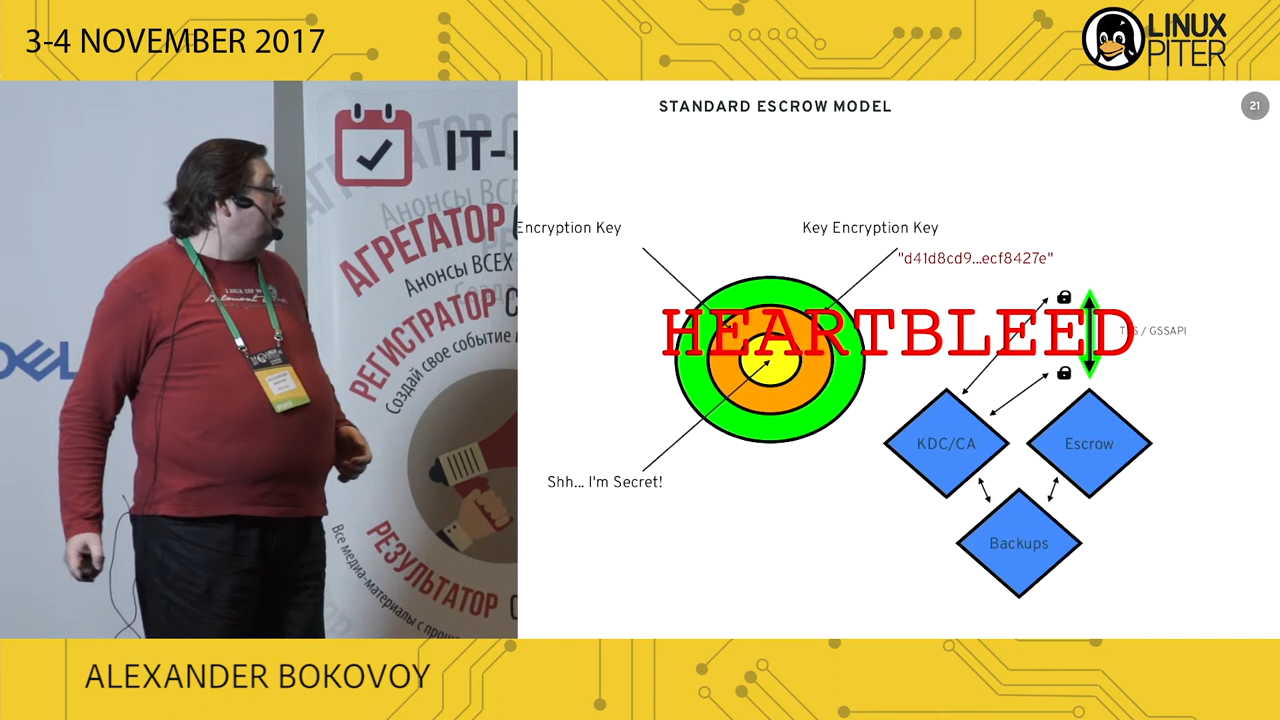 3-4 NOVEMBER 2017
LINUX
PITER
IT-
АГРЕГАТОР
Анонсы ВСЕХ
РЕГИСТРАТОР С
Создай свое событие
РЕЗУЛЬТАТОР
Все медиа-материалы с
DELL
STANDARD ESCROW MODEL
21
Encryption Key
Key Encryption Key
"d41d8cd9...ecf8427e"
HEARTBLEED
/ GSSAPI
KDC/CA
Escrow
Shh... I'm Secret!
Backups
ALEXANDER BOKOVOY